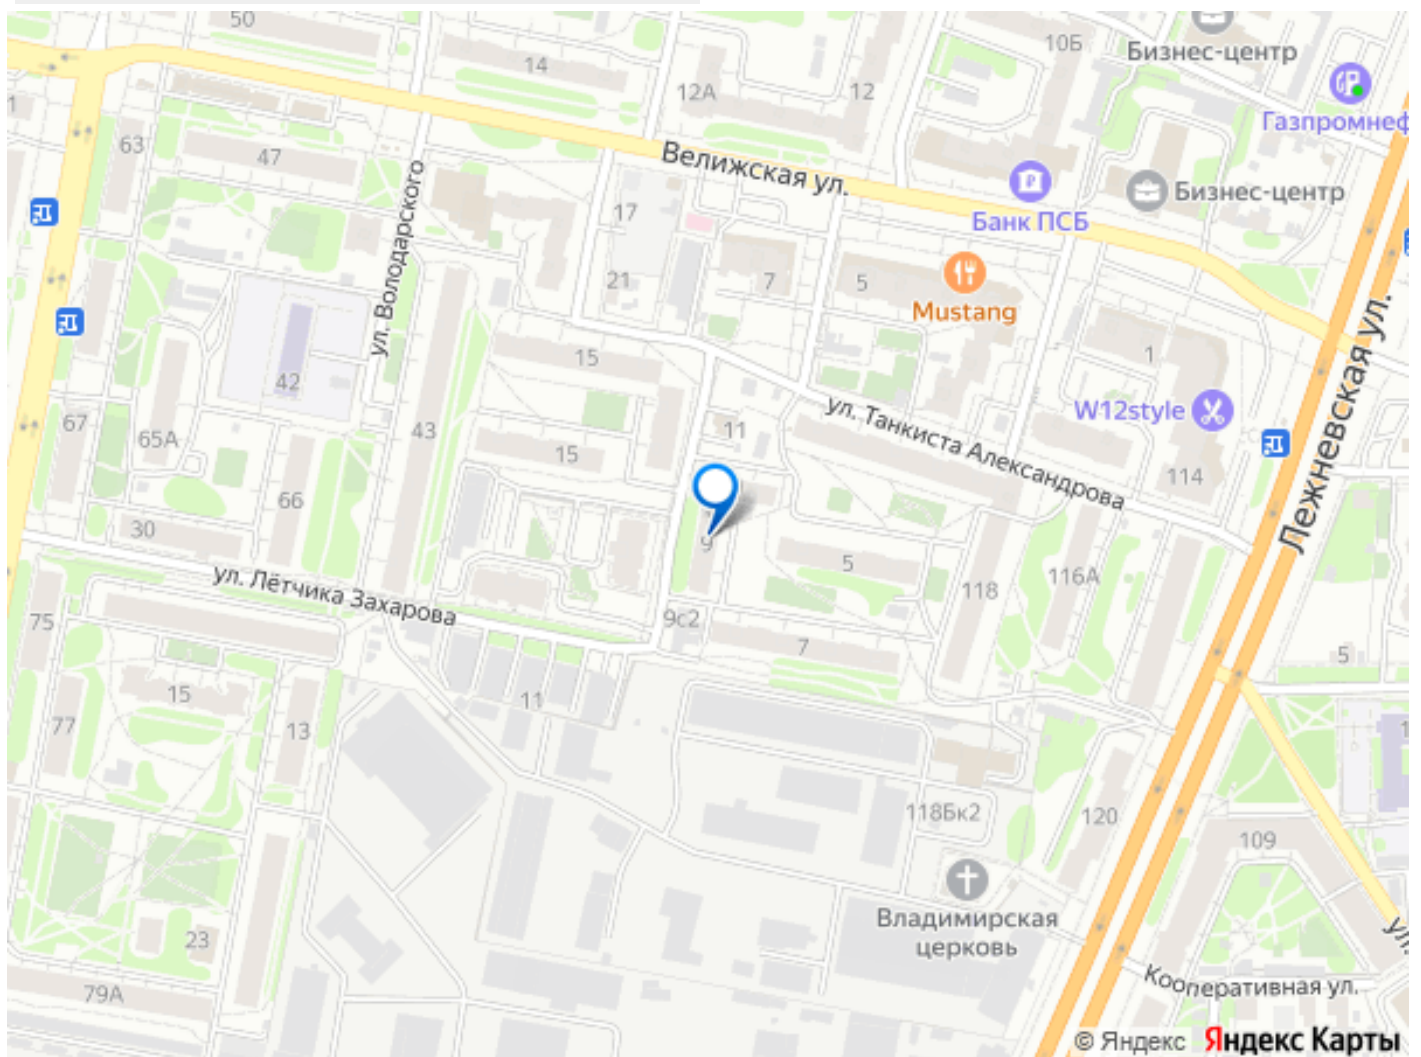 50
14
12А
12
10Б
Бизнес-центр
Газпромнеф
1
63
47
Велижская ул.
Банк ПСБ
Бизнес-центр
ул. Володарского
17
21
7
5
Mustang
42
15
1
W12style
67
65А
43
15
11
ул. Танкиста Александрова
114
Лежневская ул.
66
30
9
5
118
116А
ул. Лётчика Захарова
75
9с2
7
5
15
11
77
13
1
118Бк2
120
109
Владимирская
церковь
23
79А
ул.
Кооперативная ул.
© Яндекс Яндекс Карты